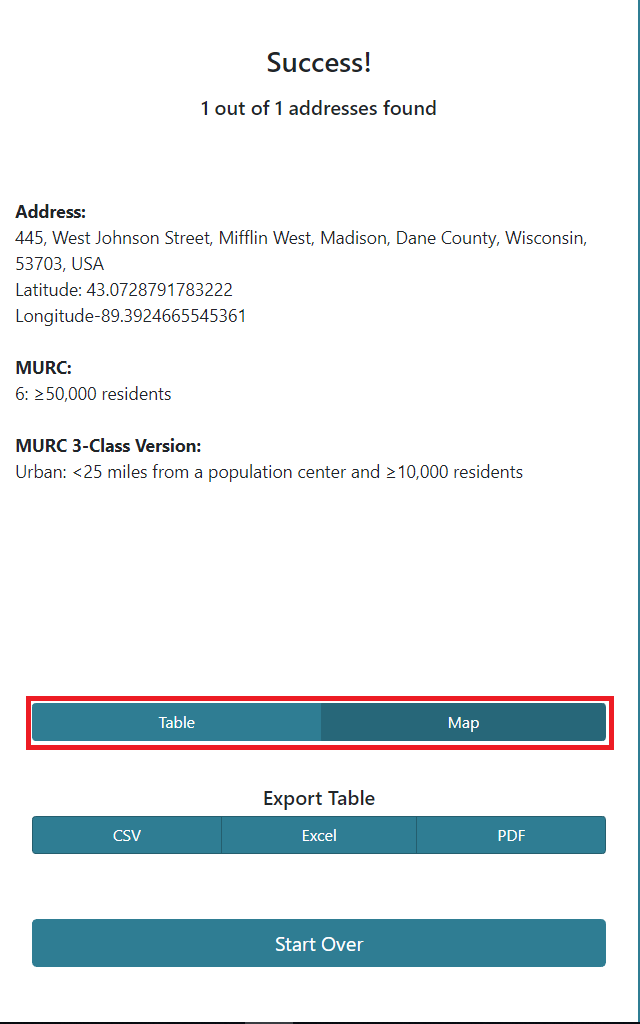 Success!
1 out of 1 addresses found
Address:
445, West Johnson Street, Mifflin West, Madison, Dane County, Wisconsin,
53703, USA
Latitude: 43.0728791783222
Longitude-89.3924665545361
MURC:
6: ≥50,000 residents
MURC 3-Class Version:
Urban: <25 miles from a population center and ≥10,000 residents
Table Map
Export Table
CSV Excel PDF
Start Over